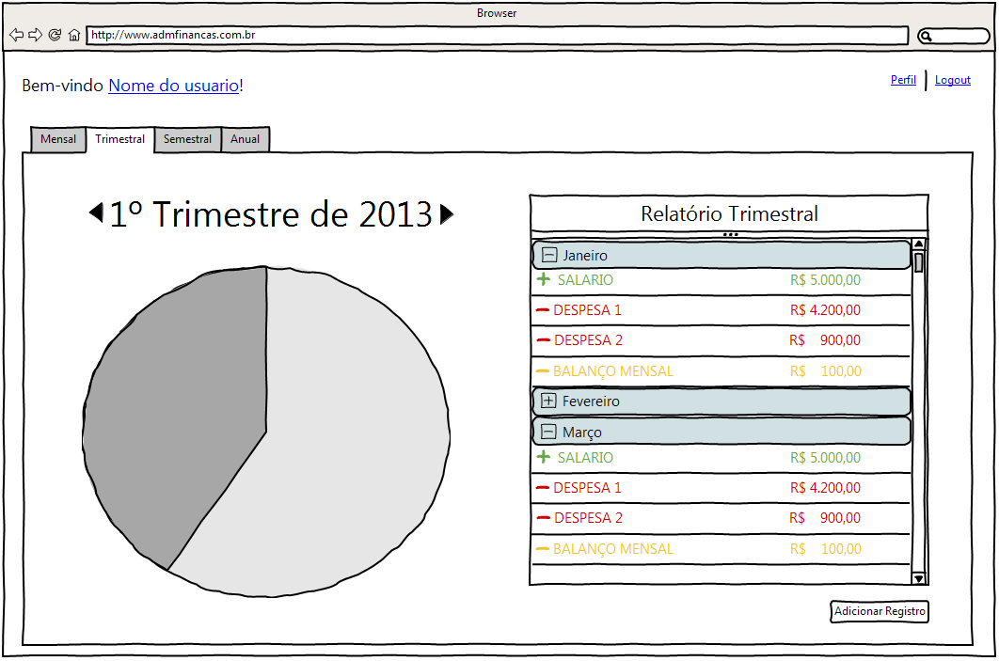 Browser
http://www.admfinancas.com.br
Bem-vindo Nome do usuario!
Perfil Logout
Mensal Trimestral Semestral Anual
1º Trimestre de 2013
Relatório Trimestral
Janeiro
SALARIO R$ 5.000,00
DESPESA 1 R$ 4.200,00
DESPESA 2 R$ 900,00
BALANÇO MENSAL R$ 100,00
Fevereiro
Março
SALARIO R$ 5.000,00
DESPESA 1 R$ 4.200,00
DESPESA 2 R$ 900,00
BALANÇO MENSAL R$ 100,00
Adicionar Registro